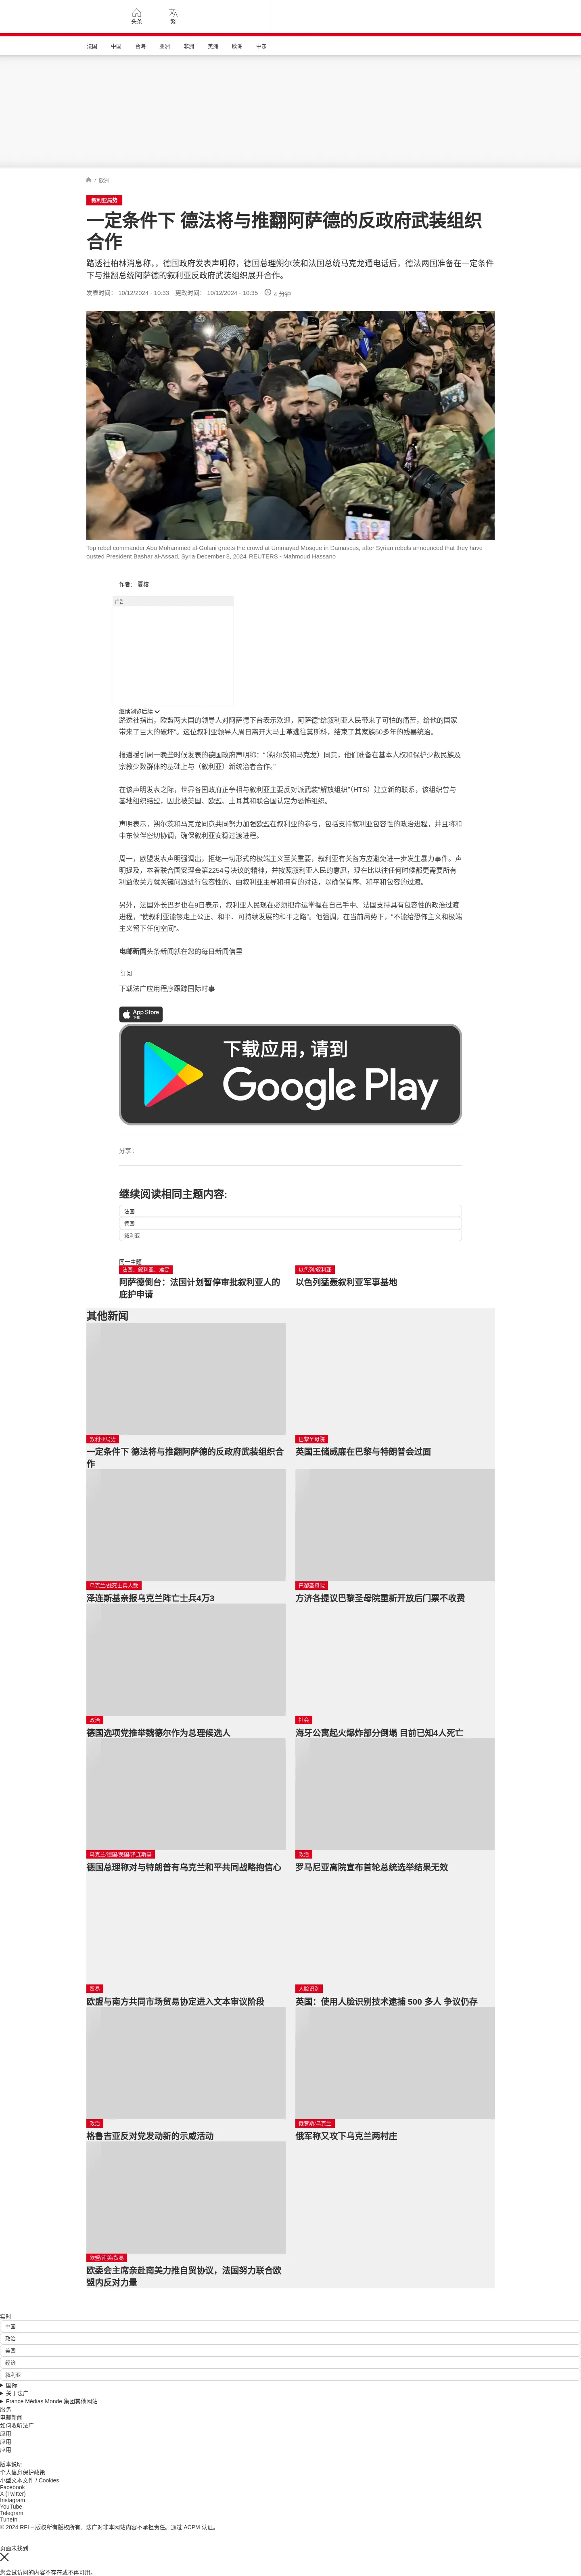 头条
繁
法国
中国
台海
亚洲
非洲
美洲
欧洲
中东
/ 亚洲
叙利亚局势
一定条件下 德法将与推翻阿萨德的反政府武装组织
合作
路透社柏林消息称，，德国政府发表声明称，德国总理朔尔茨和法国总统马克龙通电话后，德法两国准备在一定条件
下与推翻总统阿萨德的叙利亚反政府武装组织展开合作。
发表时间： 10/12/2024 - 10:33 更改时间： 10/12/2024 - 10:35 4 分钟
Top rebel commander Abu Mohammed al-Golani greets the crowd at Ummayad Mosque in Damascus, after Syrian rebels announced that they have
ousted President Bashar al-Assad, Syria December 8, 2024 REUTERS - Mahmoud Hassano
作者： 夏榕
广告
继续浏览后续
路透社指出，欧盟两大国的领导人对阿萨德下台表示欢迎，阿萨德“给叙利亚人民带来了可怕的痛苦，给他的国家
带来了巨大的破坏”。这位叙利亚领导人周日离开大马士革逃往莫斯科，结束了其家族50多年的残暴统治。
报道援引周一晚些时候发表的德国政府声明称：“（朔尔茨和马克龙）同意，他们准备在基本人权和保护少数民族及
宗教少数群体的基础上与（叙利亚）新统治者合作。”
在该声明发表之际，世界各国政府正争相与叙利亚主要反对派武装“解放组织”（HTS）建立新的联系，该组织曾与
基地组织结盟，因此被美国、欧盟、土耳其和联合国认定为恐怖组织。
声明表示，朔尔茨和马克龙同意共同努力加强欧盟在叙利亚的参与，包括支持叙利亚包容性的政治进程，并且将和
中东伙伴密切协调，确保叙利亚安稳过渡进程。
周一，欧盟发表声明强调出，拒绝一切形式的极端主义至关重要，叙利亚有关各方应避免进一步发生暴力事件。声
明提及，本着联合国安理会第2254号决议的精神，并按照叙利亚人民的意愿，现在比以往任何时候都更需要所有
利益攸关方就关键问题进行包容性的、由叙利亚主导和拥有的对话，以确保有序、和平和包容的过渡。
另外，法国外长巴罗也在9日表示，叙利亚人民现在必须把命运掌握在自己手中。法国支持具有包容性的政治过渡
进程，“使叙利亚能够走上公正、和平、可持续发展的和平之路”。他强调，在当前局势下，“不能给恐怖主义和极端
主义留下任何空间”。
电邮新闻头条新闻就在您的每日新闻信里
订阅
下载法广应用程序跟踪国际时事
App Store
下载
下载应用，请到
Google Play
分享 :
继续阅读相同主题内容:
法国
德国
叙利亚
同一主题
法国、叙利亚、难民
阿萨德倒台：法国计划暂停审批叙利亚人的
庇护申请
以色列/叙利亚
以色列猛轰叙利亚军事基地
其他新闻
叙利亚局势
一定条件下 德法将与推翻阿萨德的反政府武装组织合
作
巴黎圣母院
英国王储威廉在巴黎与特朗普会过面
乌克兰/战死士兵人数
泽连斯基亲报乌克兰阵亡士兵4万3
巴黎圣母院
方济各提议巴黎圣母院重新开放后门票不收费
政治
德国选项党推举魏德尔作为总理候选人
社会
海牙公寓起火爆炸部分倒塌 目前已知4人死亡
乌克兰/德国/美国/泽连斯基
德国总理称对与特朗普有乌克兰和平共同战略抱信心
政治
罗马尼亚高院宣布首轮总统选举结果无效
贸易
欧盟与南方共同市场贸易协定进入文本审议阶段
人脸识别
英国：使用人脸识别技术逮捕 500 多人 争议仍存
政治
格鲁吉亚反对党发动新的示威活动
俄罗斯/乌克兰
俄军称又攻下乌克兰两村庄
欧盟/南美/贸易
欧委会主席亲赴南美力推自贸协议，法国努力联合欧
盟内反对力量
实时
中国
政治
美国
经济
叙利亚
国际
关于法广
France Médias Monde 集团其他网站
服务
电邮新闻
如何收听法广
应用
应用
应用
版本说明
个人信息保护政策
小型文本文件 / Cookies
Facebook
X (Twitter)
Instagram
YouTube
Telegram
TuneIn
© 2024 RFI – 版权所有版权所有。法广对非本网站内容不承担责任。通过 ACPM 认证。
页面未找到
您尝试访问的内容不存在或不再可用。